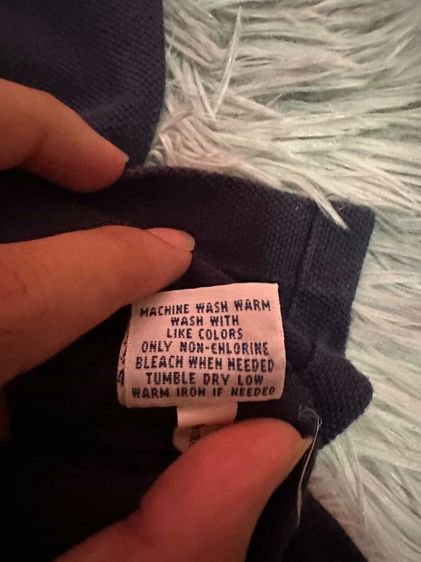 MACHINE WASH WARM
WASH WITH
LIKE COLORS
ONLY NON-CHLORINE
BLEACH WHEN NEEDED
TUMBLE DRY LOW
WARM IRON IF NEEDED